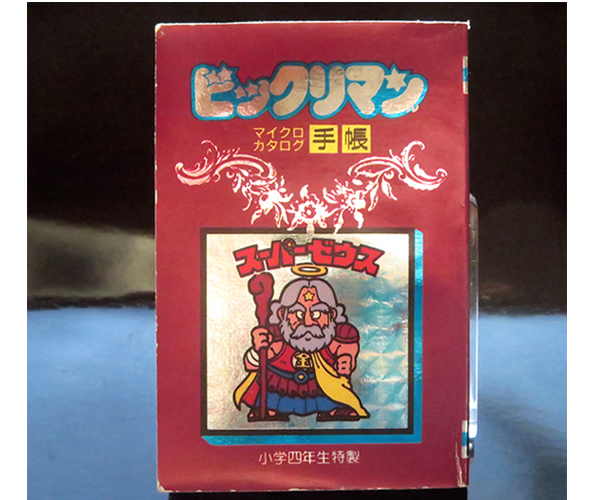 ビックリマン
マイクロ
カタログ 手帳
スーパーゼウス
金
小学四年生特製